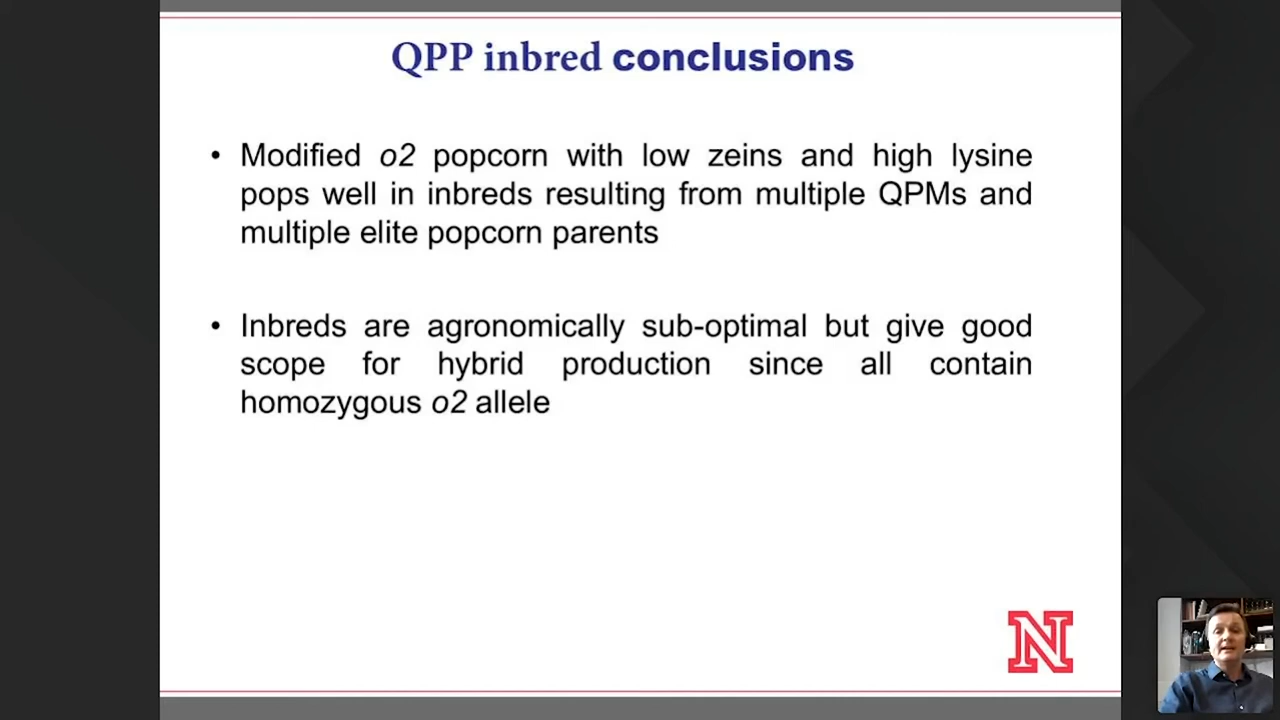 QPP inbred conclusions
• Modified o2 popcorn with low zeins and high lysine
pops well in inbreds resulting from multiple QPMs and
multiple elite popcorn parents
• Inbreds are agronomically sub-optimal but give good
scope for hybrid production since all contain
homozygous o2 allele
N